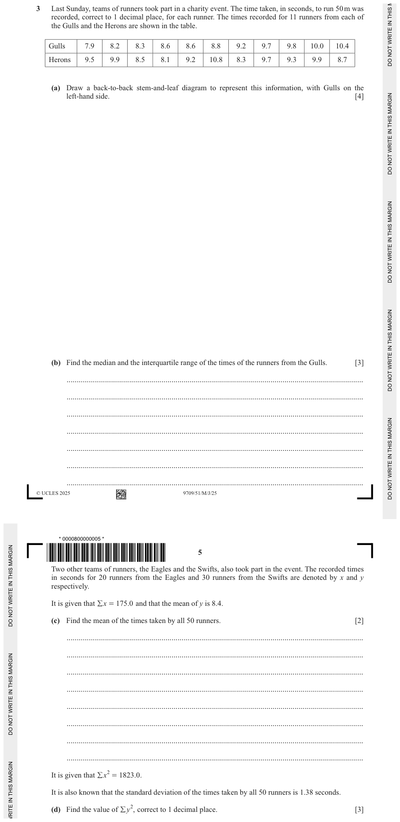 3 Last Sunday, teams of runners took part in a charity event. The time taken, in seconds, to run 50 m was
recorded, correct to 1 decimal place, for each runner. The times recorded for 11 runners from each of
the Gulls and the Herons are shown in the table.
Gulls 7.9 8.2 8.3 8.6 8.6 8.8 9.2 9.7 9.8 10.0 10.4
Herons 9.5 9.9 8.5 8.1 9.2 10.8 8.3 9.7 9.3 9.9 8.7
(a) Draw a back-to-back stem-and-leaf diagram to represent this information, with Gulls on the
left-hand side. [4]
(b) Find the median and the interquartile range of the times of the runners from the Gulls. [3]
© UCLES 2025 9709/51/M/J/25
DO NOT WRITE IN THIS MARGIN
DO NOT WRITE IN THIS MARGIN
DO NOT WRITE IN THIS MARGIN
DO NOT WRITE IN THIS MARGIN
* 0000800000005 *
5
Two other teams of runners, the Eagles and the Swifts, also took part in the event. The recorded times
in seconds for 20 runners from the Eagles and 30 runners from the Swifts are denoted by x and y
respectively.
It is given that Σx = 175.0 and that the mean of y is 8.4.
(c) Find the mean of the times taken by all 50 runners. [2]
It is given that Σx² = 1823.0.
It is also known that the standard deviation of the times taken by all 50 runners is 1.38 seconds.
(d) Find the value of Σy², correct to 1 decimal place. [3]
DO NOT WRITE IN THIS MARGIN
DO NOT WRITE IN THIS MARGIN